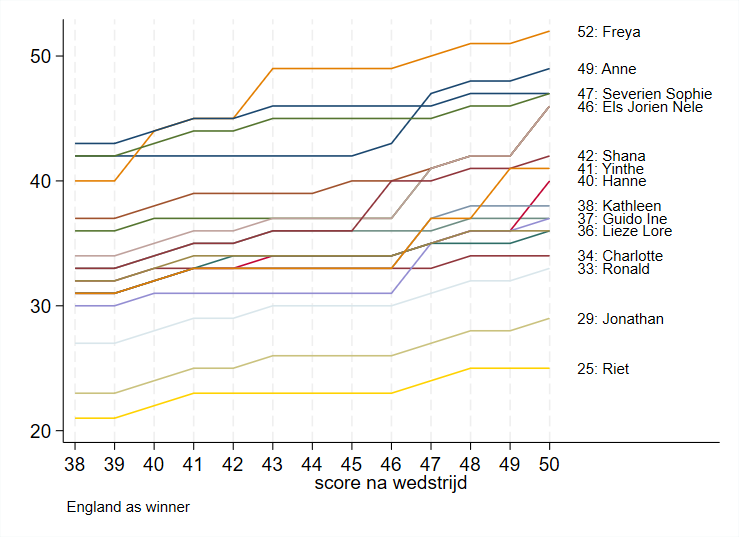 50
40
30
20
52: Freya
49: Anne
47: Severien Sophie
46: Els Jorien Nele
42: Shana
41: Yinthe
40: Hanne
38: Kathleen
37: Guido Ine
36: Lieze Lore
34: Charlotte
33: Ronald
29: Jonathan
25: Riet
38 39 40 41 42 43 44 45 46 47 48 49 50
score na wedstrijd
England as winner